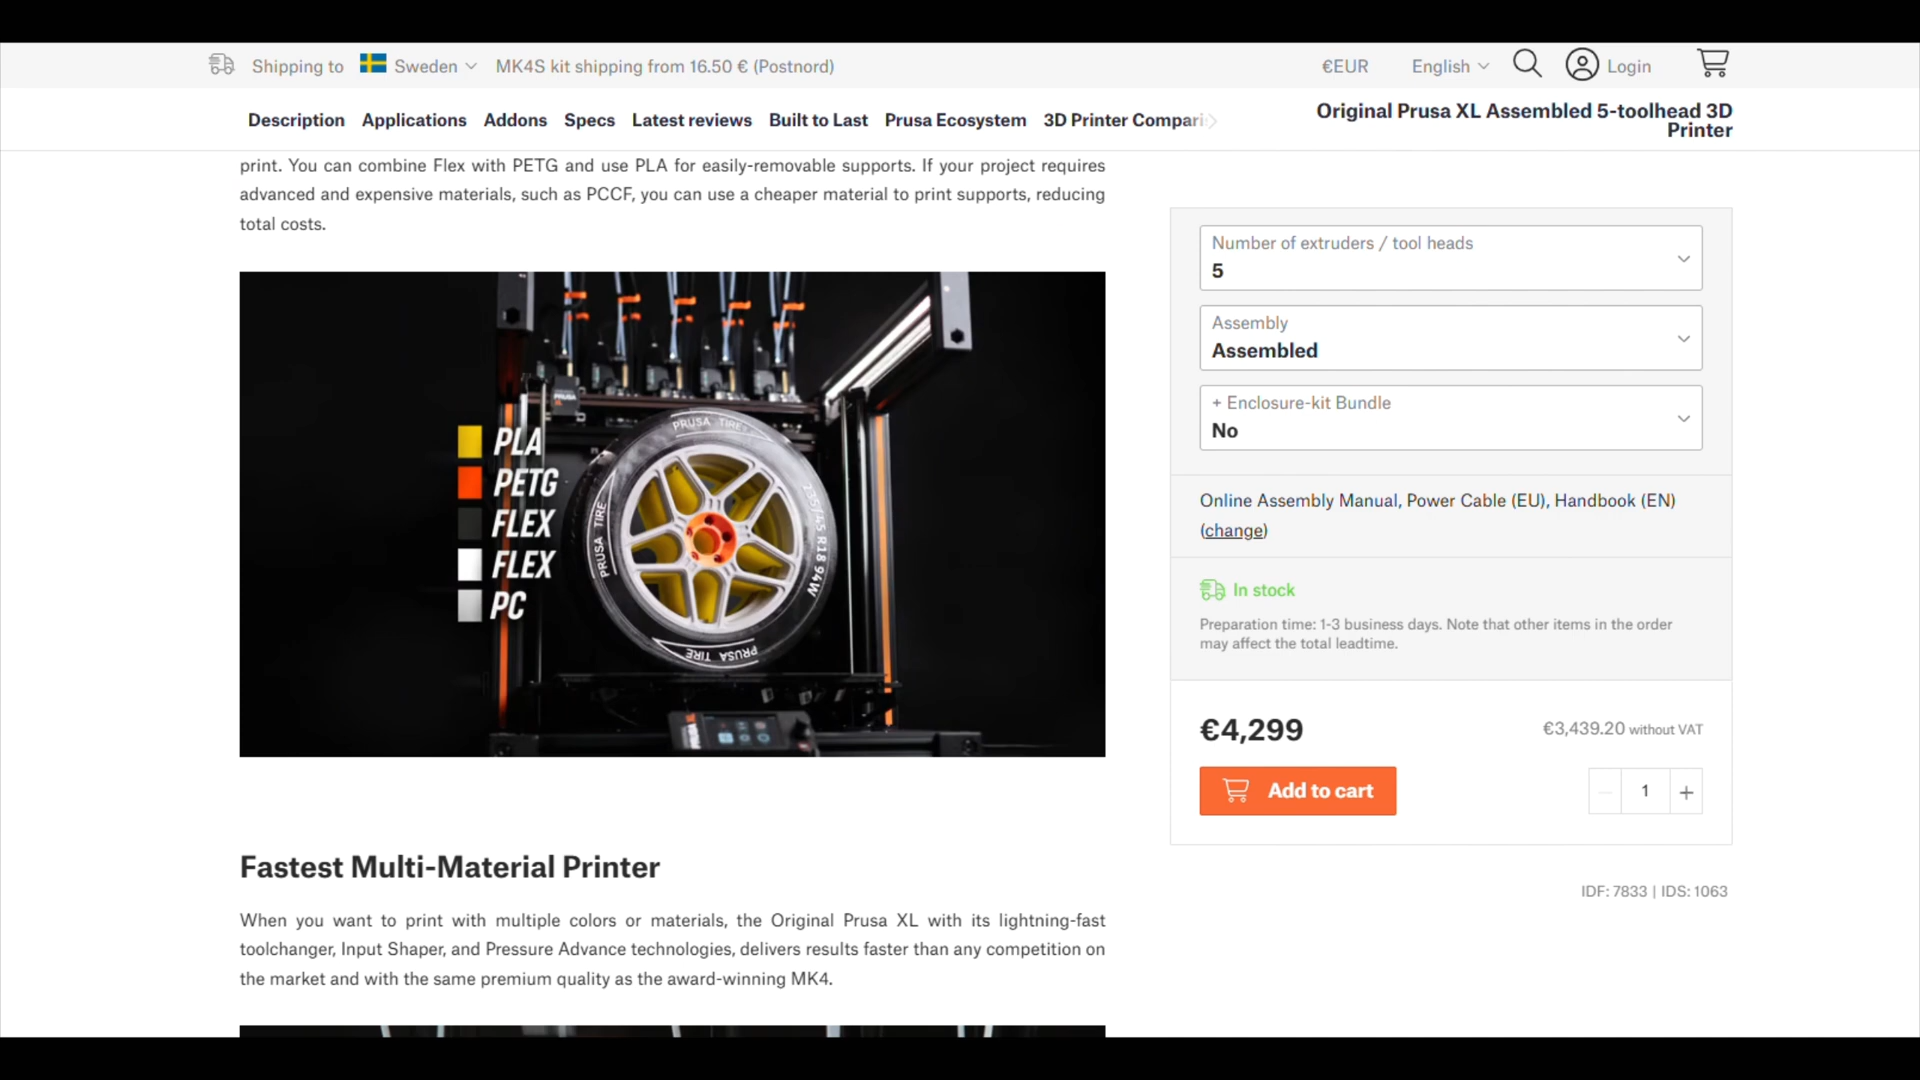 Shipping to Sweden MK4S kit shipping from 16.50 € (Postnord) €EUR English Login
Description Applications Addons Specs Latest reviews Built to Last Prusa Ecosystem 3D Printer Compari
Original Prusa XL Assembled 5-toolhead 3D
Printer
print. You can combine Flex with PETG and use PLA for easily-removable supports. If your project requires
advanced and expensive materials, such as PCCF, you can use a cheaper material to print supports, reducing
total costs.
PLA
PETG
FLEX
FLEX
PC
PRUSA TIRE
PRUSA TIRE
235/45 R18 94W
PRUSA TIRE
PRUSA
Fastest Multi-Material Printer
When you want to print with multiple colors or materials, the Original Prusa XL with its lightning-fast
toolchanger, Input Shaper, and Pressure Advance technologies, delivers results faster than any competition on
the market and with the same premium quality as the award-winning MK4.
Number of extruders / tool heads
5
Assembly
Assembled
+ Enclosure-kit Bundle
No
Online Assembly Manual, Power Cable (EU), Handbook (EN)
(change)
In stock
Preparation time: 1-3 business days. Note that other items in the order
may affect the total leadtime.
€4,299 €3,439.20 without VAT
Add to cart 1
IDF: 7833 | IDS: 1063